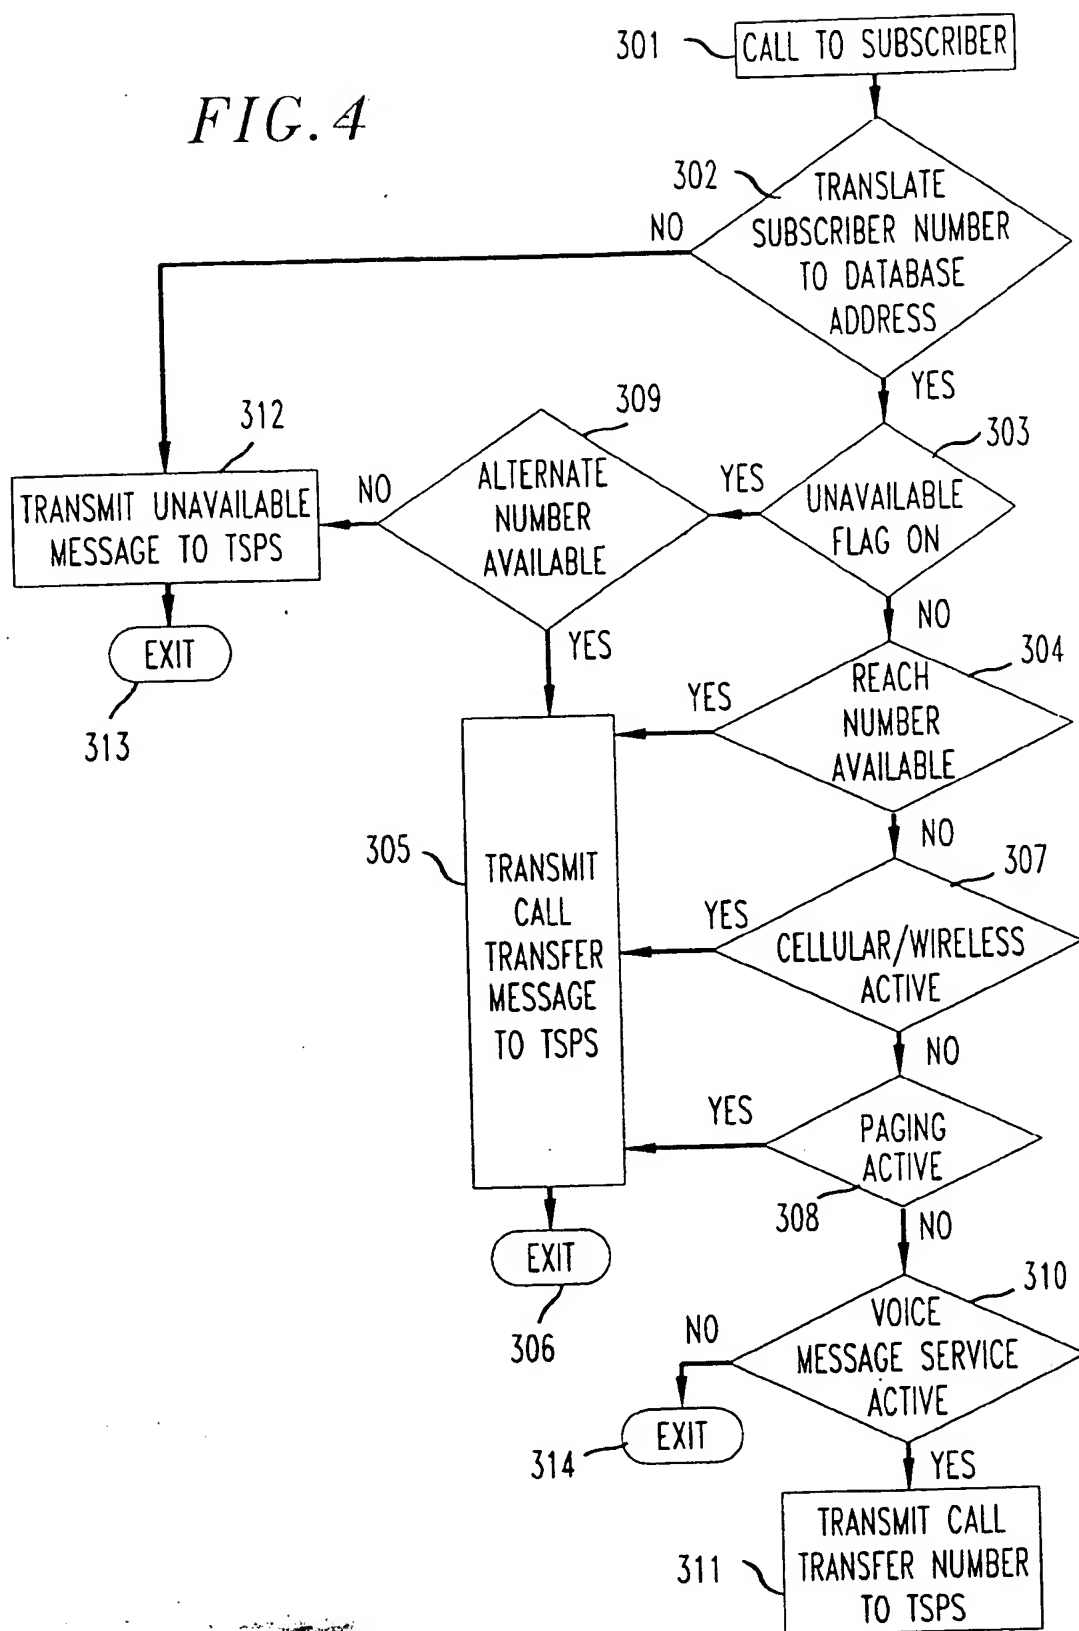 301
CALL TO SUBSCRIBER
FIG. 4
302
TRANSLATE
SUBSCRIBER NUMBER
TO DATABASE
ADDRESS
NO
YES
312
309
303
TRANSMIT UNAVAILABLE
MESSAGE TO TSPS
NO
ALTERNATE
NUMBER
AVAILABLE
YES
UNAVAILABLE
FLAG ON
EXIT
313
YES
NO
304
REACH
NUMBER
AVAILABLE
YES
NO
305
TRANSMIT
CALL
TRANSFER
MESSAGE
TO TSPS
307
YES
CELLULAR/WIRELESS
ACTIVE
NO
YES
PAGING
ACTIVE
308
NO
EXIT
306
310
VOICE
MESSAGE SERVICE
ACTIVE
NO
EXIT
314
YES
311
TRANSMIT CALL
TRANSFER NUMBER
TO TSPS